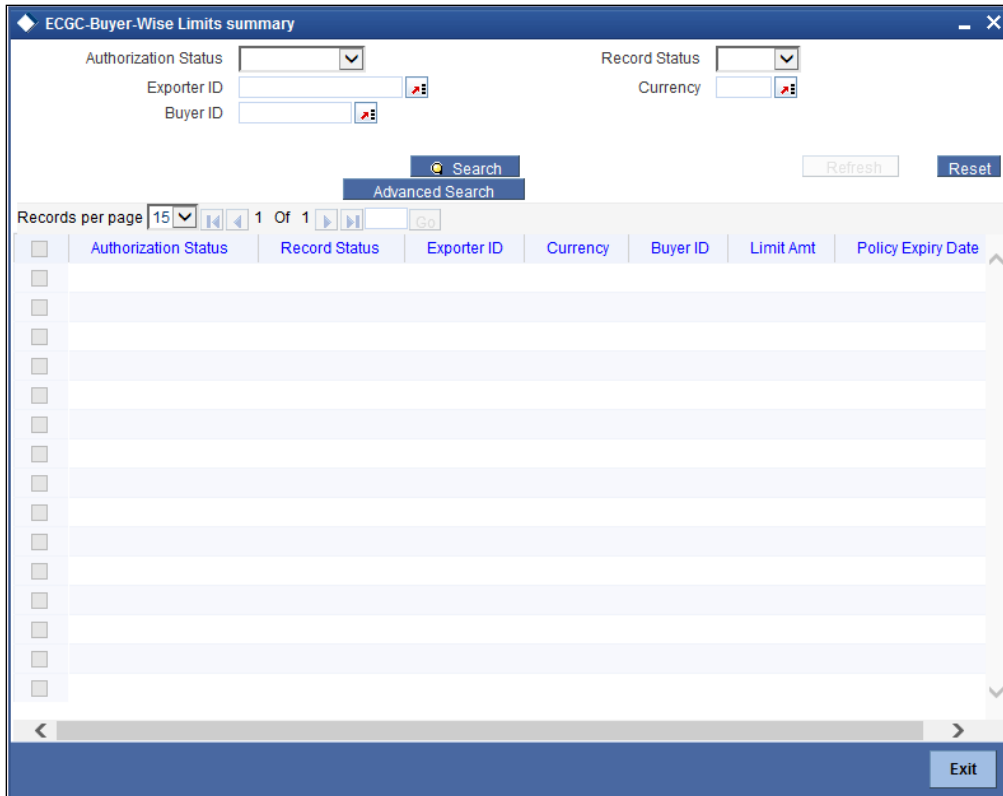 ECGC-Buyer-Wise Limits summary
Authorization Status Record Status
Exporter ID Currency
Buyer ID
Search Refresh Reset
Advanced Search
Records per page 15 1 Of 1 Go
Authorization Status Record Status Exporter ID Currency Buyer ID Limit Amt Policy Expiry Date
Exit